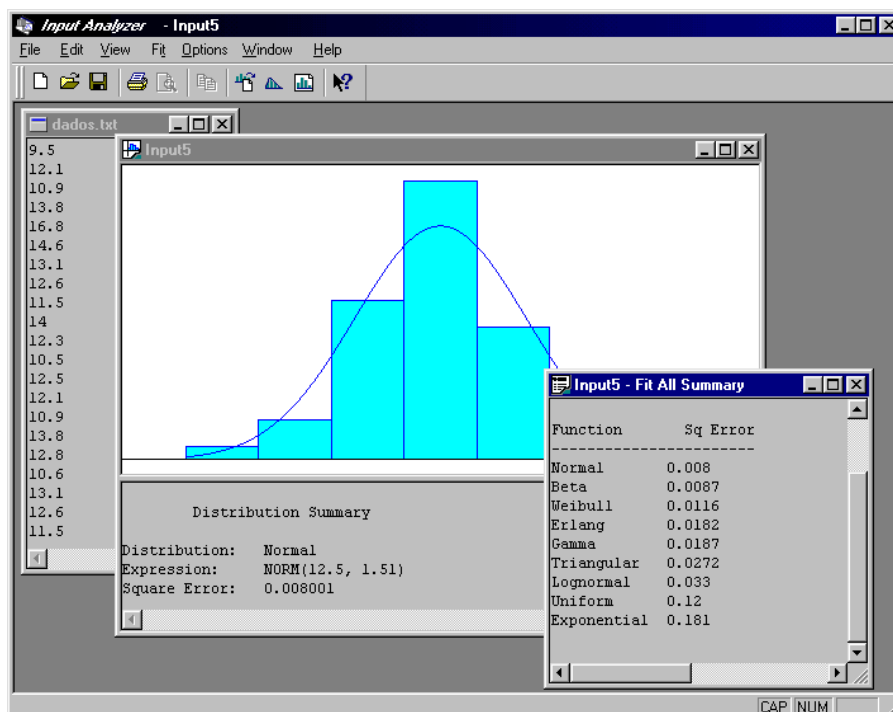 Input Analyzer - Input5
File Edit View Fit Options Window Help
dados.txt
9.5
12.1
10.9
13.8
16.8
14.6
13.1
12.6
11.5
14
12.3
10.5
12.5
12.1
10.9
13.8
12.8
10.6
13.1
12.6
11.5
Input5
Distribution Summary
Distribution: Normal
Expression: NORM(12.5, 1.51)
Square Error: 0.008001
Input5 - Fit All Summary
Function Sq Error
------------------------
Normal 0.008
Beta 0.0087
Weibull 0.0116
Erlang 0.0182
Gamma 0.0187
Triangular 0.0272
Lognormal 0.033
Uniform 0.12
Exponential 0.181
CAP NUM